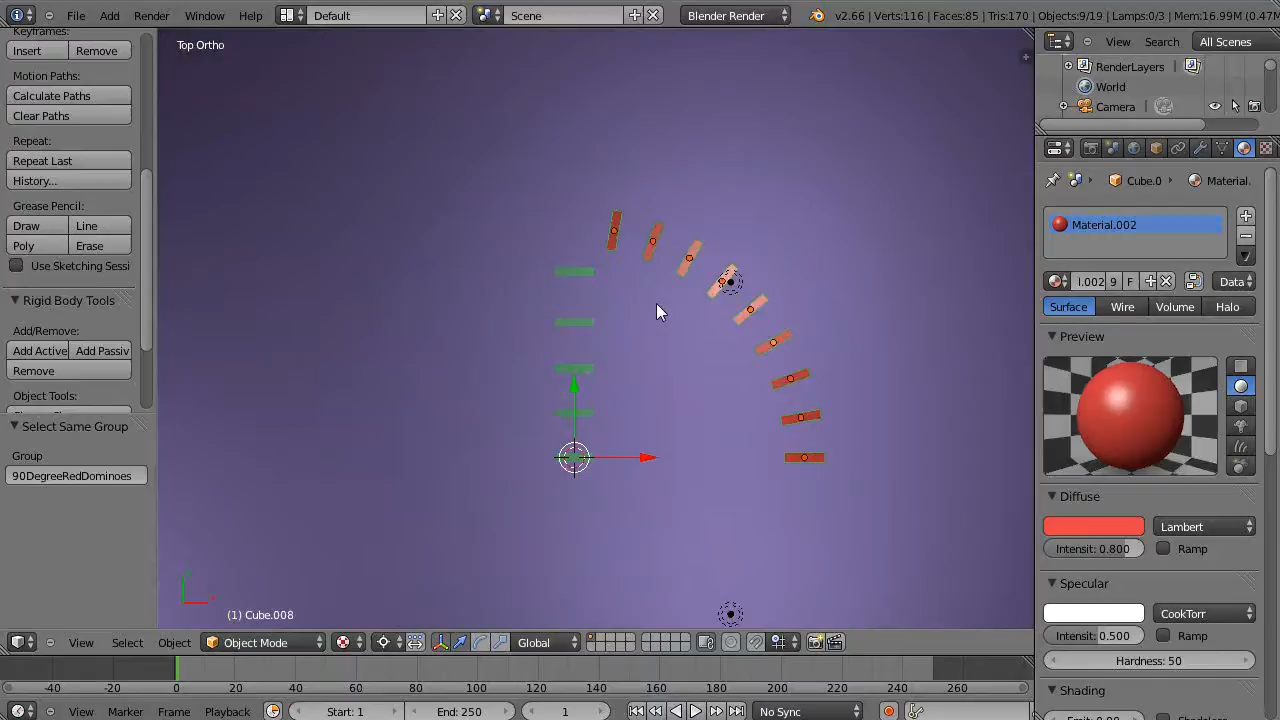 File Add Render Window Help Default Scene Blender Render v2.66 | Verts:116 | Faces:85 | Tris:170 | Objects:9/19 | Lamps:0/3 | Mem:16.99M (0.47M
Keyframes:
Insert Remove
Motion Paths:
Calculate Paths
Clear Paths
Repeat:
Repeat Last
History...
Grease Pencil:
Draw Line
Poly Erase
Use Sketching Sessi
Rigid Body Tools
Add/Remove:
Add Active Add Passiv
Remove
Object Tools:
Select Same Group
Group
90DegreeRedDominoes
Top Ortho
(1) Cube.008
View Select Object Object Mode Global
View Search All Scenes
RenderLayers
World
Camera
Cube.0 Material.
Material.002
I.002 9 F Data
Surface Wire Volume Halo
Preview
Diffuse
Lambert
Intensit: 0.800 Ramp
Specular
CookTorr
Intensit: 0.500 Ramp
Hardness: 50
Shading
-40 -20 0 20 40 60 80 100 120 140 160 180 200 220 240 260
View Marker Frame Playback Start: 1 End: 250 1 No Sync